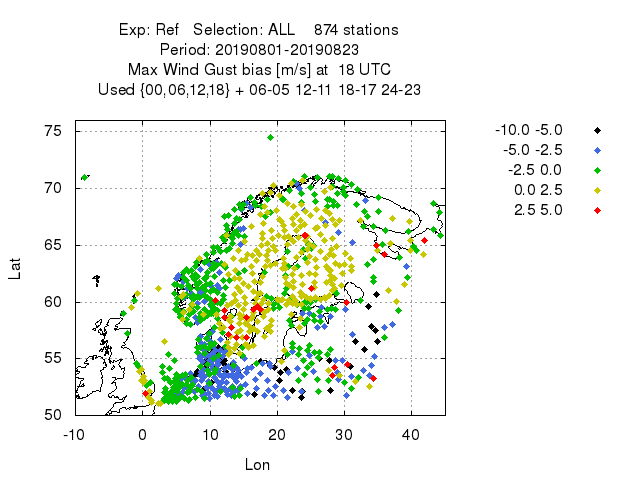 Exp: Ref   Selection: ALL    874 stations
Period: 20190801-20190823
Max Wind Gust bias [m/s] at  18 UTC
Used {00,06,12,18} + 06-05 12-11 18-17 24-23
-10.0 -5.0
-5.0 -2.5
-2.5 0.0
0.0 2.5
2.5 5.0
75
70
65
60
55
50
Lat
-10 0 10 20 30 40
Lon